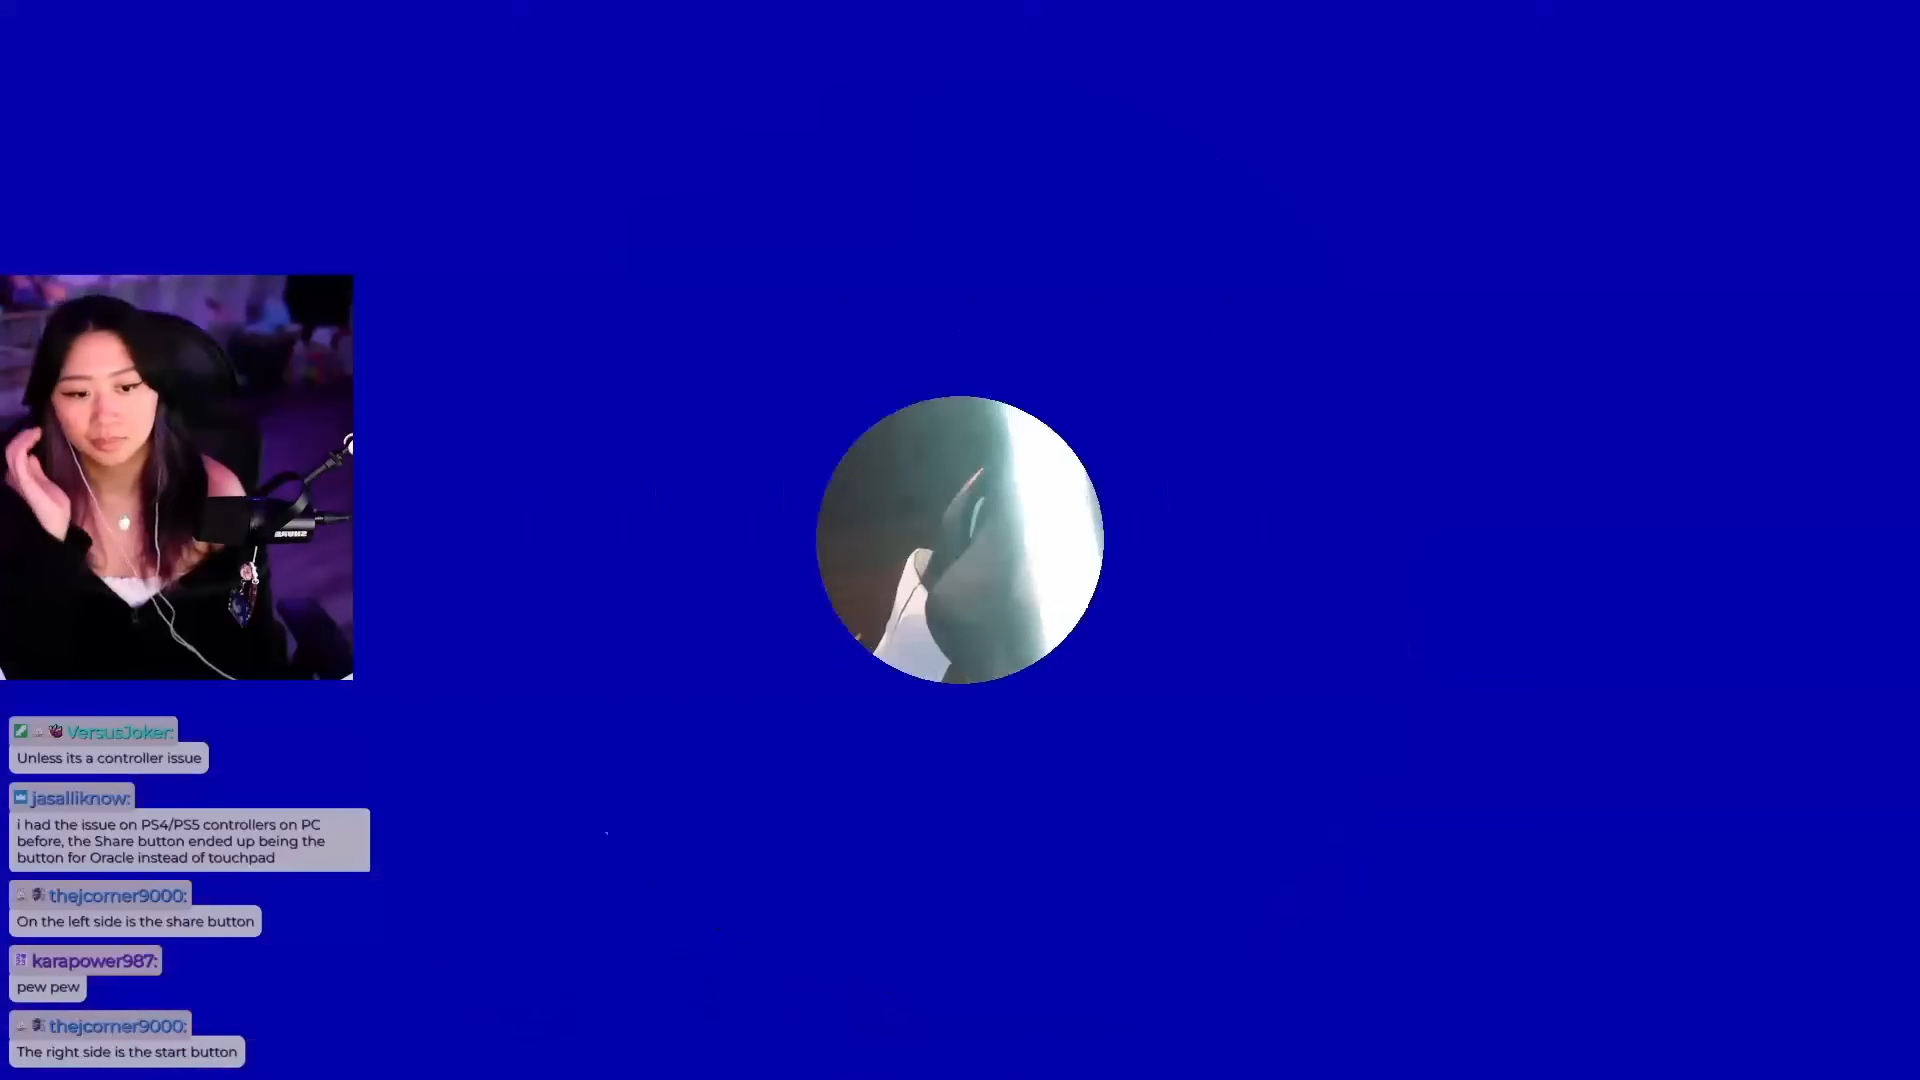 VersusJoker:
Unless its a controller issue
jasalliknow:
i had the issue on PS4/PS5 controllers on PC
before, the Share button ended up being the
button for Oracle instead of touchpad
thejcorner9000:
On the left side is the share button
karapower987:
pew pew
thejcorner9000:
The right side is the start button